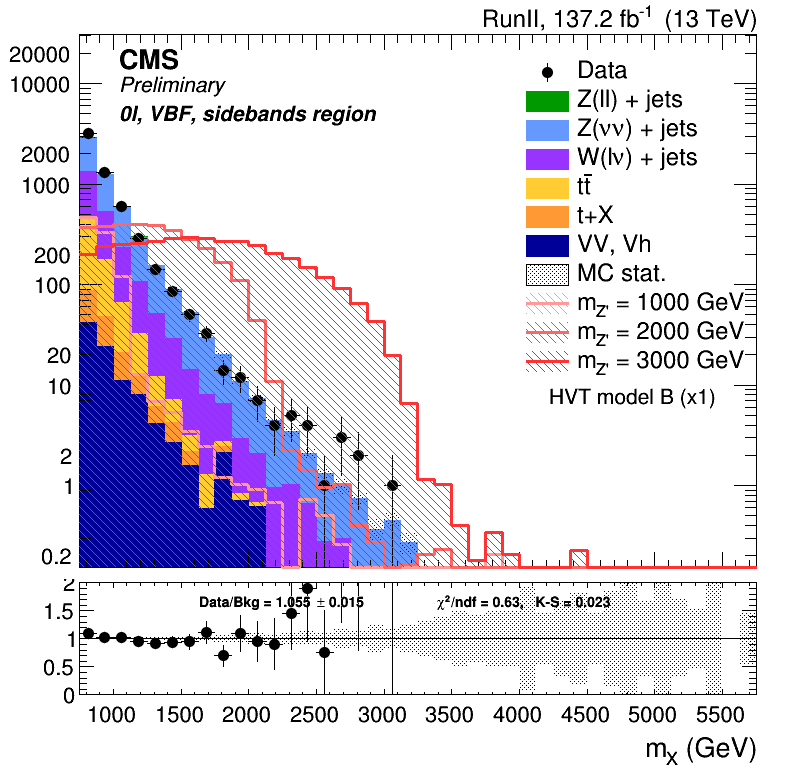 RunII, 137.2 fb⁻¹ (13 TeV)
CMS
Preliminary
0l, VBF, sidebands region
Data
Z(ll) + jets
Z(νν) + jets
W(lν) + jets
tt̄
t+X
VV, Vh
MC stat.
m_Z' = 1000 GeV
m_Z' = 2000 GeV
m_Z' = 3000 GeV
HVT model B (x1)
20000
2000
1000
200
100
20
10
2
1
0.2
Data/Bkg = 1.055 ± 0.015 χ²/ndf = 0.63, K-S = 0.023
2
1.5
1
0.5
0
1000 1500 2000 2500 3000 3500 4000 4500 5000 5500
m_X (GeV)